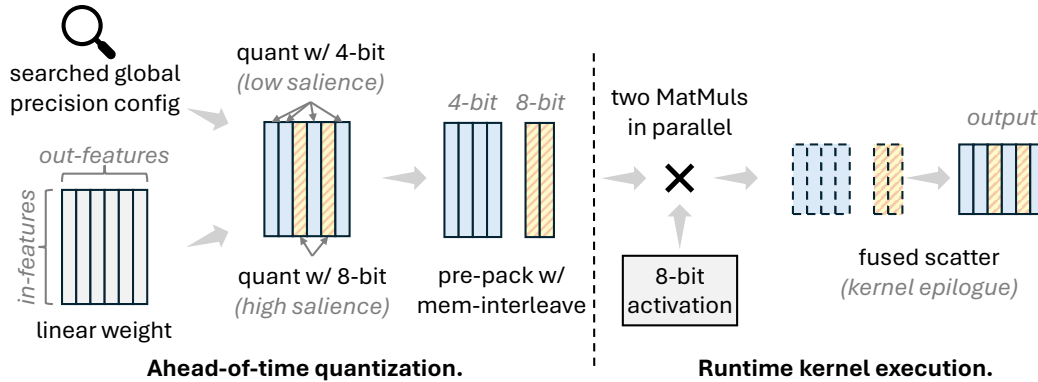 searched global
precision config
out-features
in-features
linear weight
quant w/ 4-bit
(low salience)
quant w/ 8-bit
(high salience)
4-bit
8-bit
pre-pack w/
mem-interleave
Ahead-of-time quantization.
two MatMuls
in parallel
8-bit
activation
output
fused scatter
(kernel epilogue)
Runtime kernel execution.